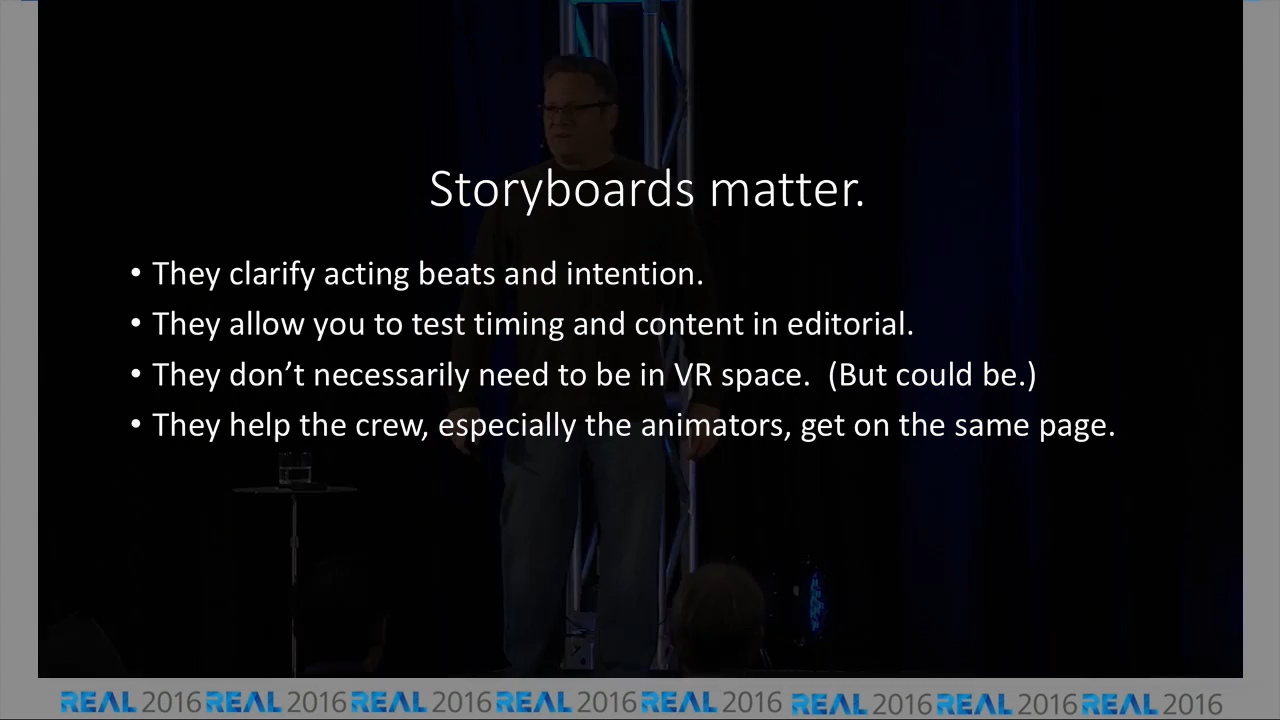 Storyboards matter.
• They clarify acting beats and intention.
• They allow you to test timing and content in editorial.
• They don’t necessarily need to be in VR space.  (But could be.)
• They help the crew, especially the animators, get on the same page.
REAL 2016 REAL 2016 REAL 2016 REAL 2016 REAL 2016 REAL 2016 REAL 2016 REAL 2016